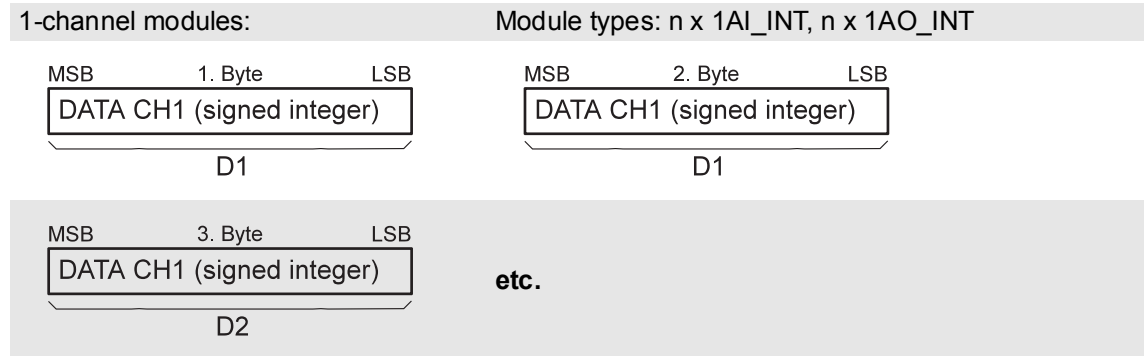 1-channel modules: Module types: n x 1AI_INT, n x 1AO_INT
MSB 1. Byte LSB MSB 2. Byte LSB
DATA CH1 (signed integer) DATA CH1 (signed integer)
D1 D1
MSB 3. Byte LSB
DATA CH1 (signed integer)
etc.
D2